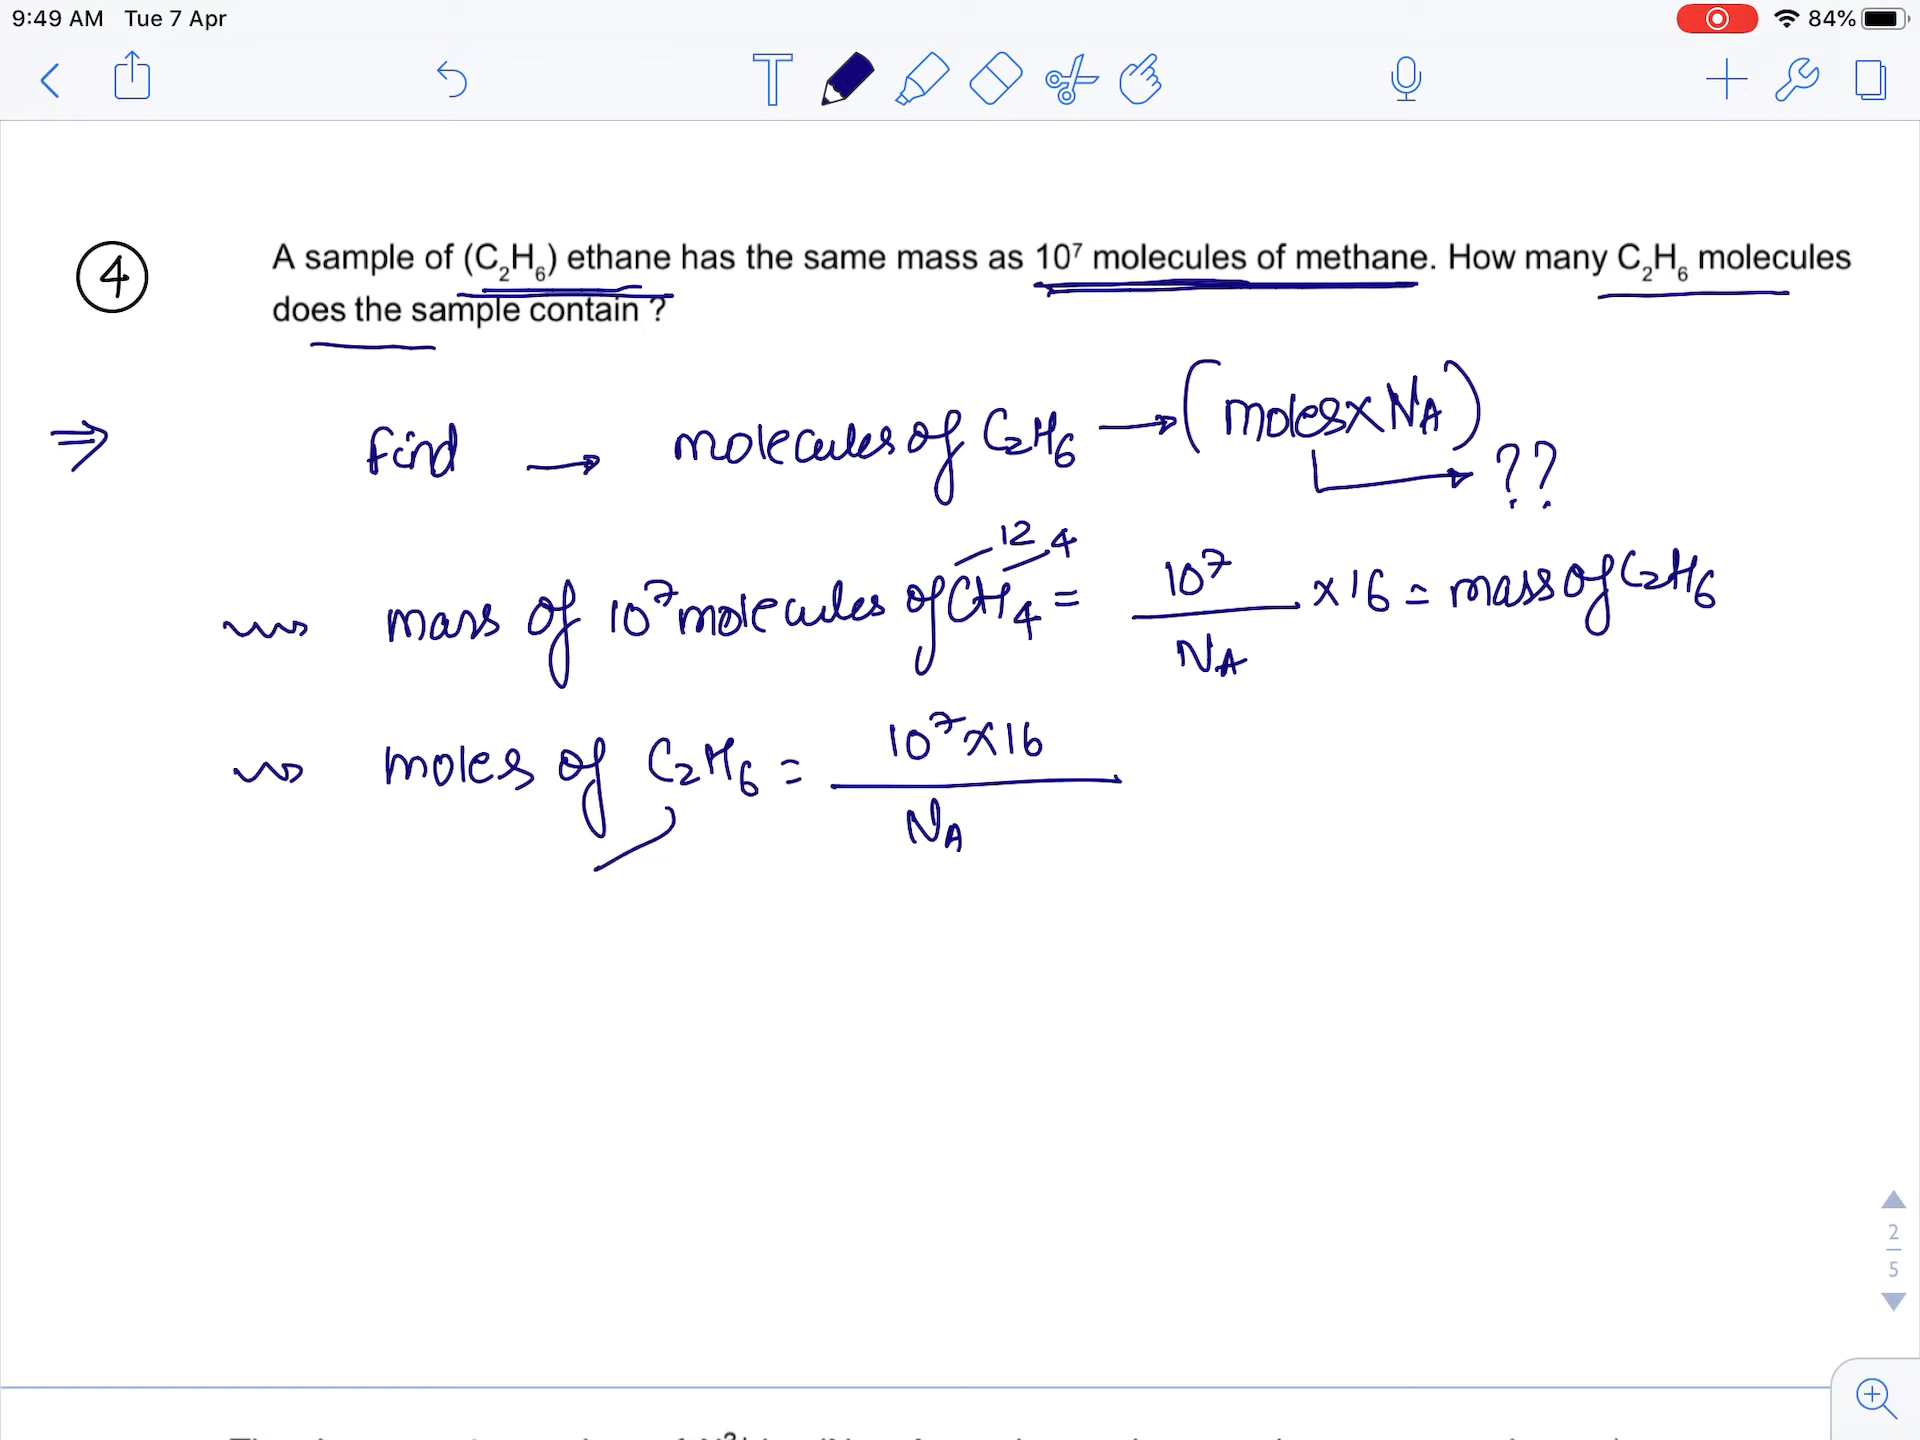 9:49 AM Tue 7 Apr
84%
T
4
A sample of (C₂H₆) ethane has the same mass as 10⁷ molecules of methane. How many C₂H₆ molecules
does the sample contain ?
⇒ find → molecules of C₂H₆ → (moles x NA)
→ ??
12 4
mass of 10⁷ molecules of CH4 = 10⁷/NA x 16 = mass of C₂H6
moles of C₂H6 = 10⁷ x 16/NA
2
5